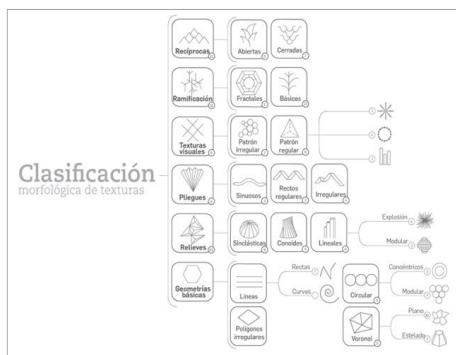 Clasificación
morfológica de texturas
Recíprocas
Abiertas
Cerradas
Ramificación
Fractales
Básicas
Texturas
visuales
Patrón
irregular
Patrón
regular
Pliegues
Sinuosos
Rectos
regulares
Irregulares
Relieves
Sinclásticas
Conoides
Lineales
Explosión
Modular
Geometrías
básicas
Líneas
Rectas
Curvas
Polígonos
irregulares
Circular
Concéntricos
Modular
Voronoi
Plano
Estelado